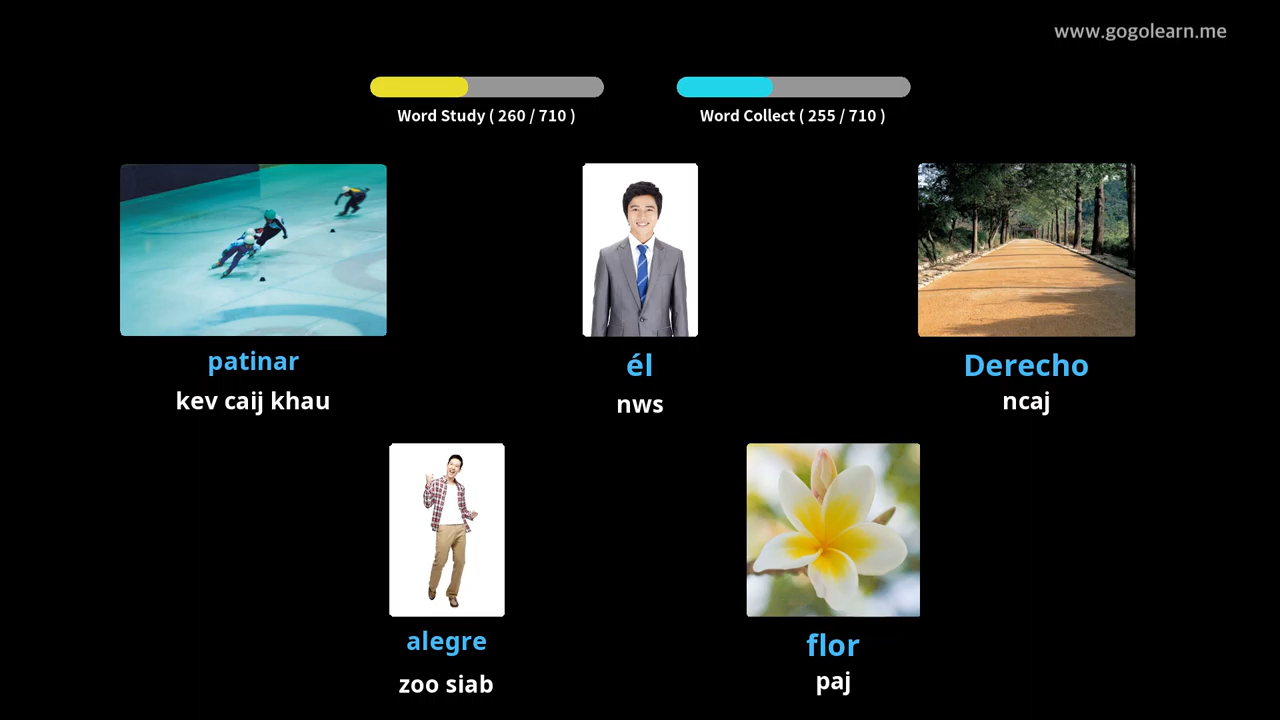 www.gogolearn.me
Word Study ( 260 / 710 )
Word Collect ( 255 / 710 )
patinar
kev caij khau
él
nws
Derecho
ncaj
alegre
zoo siab
flor
paj